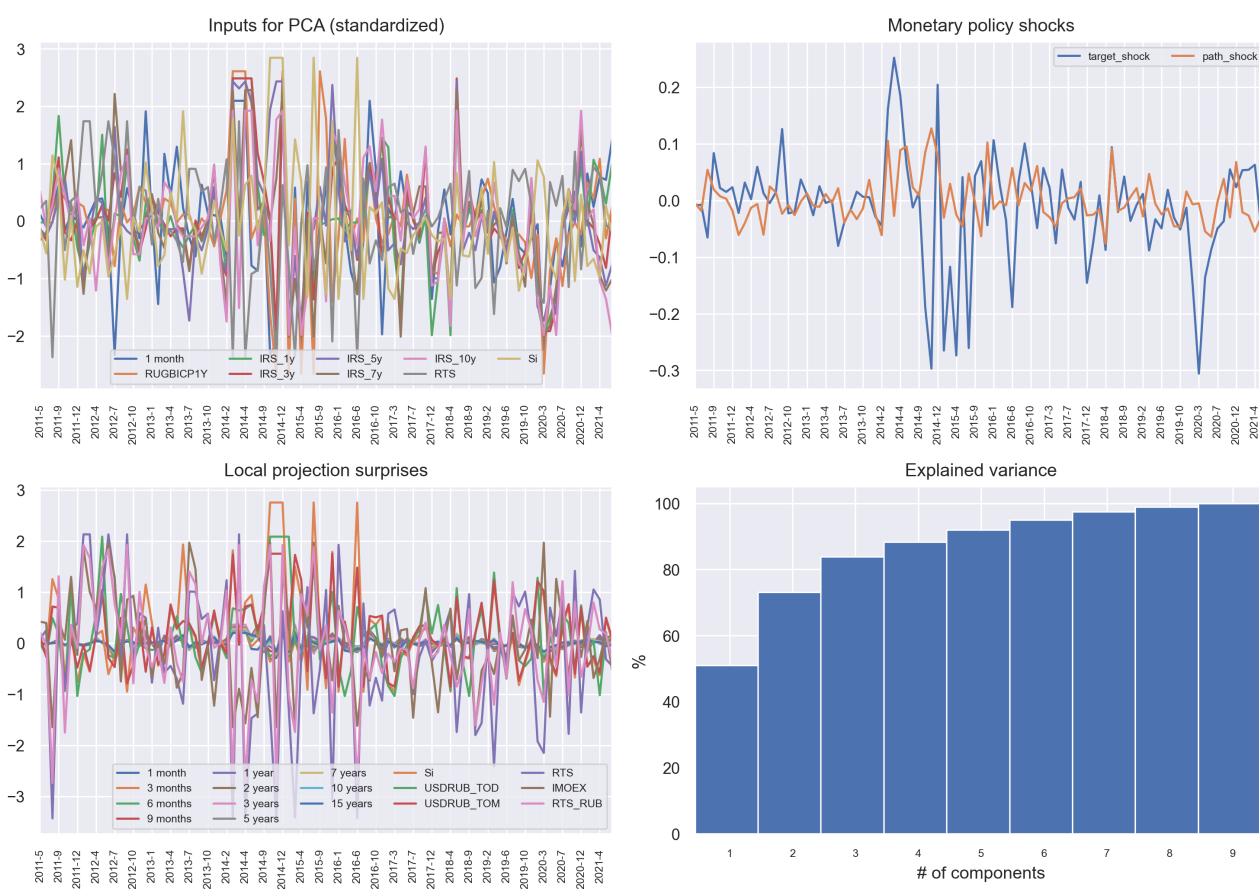 Inputs for PCA (standardized)
3
2
1
0
−1
−2
1 month IRS_1y IRS_5y IRS_10y Si
RUGBICP1Y IRS_3y IRS_7y RTS
2011-5 2011-9 2011-12 2012-4 2012-7 2012-10 2013-1 2013-4 2013-7 2013-10 2014-2 2014-4 2014-9 2014-12 2015-4 2015-9 2016-1 2016-6 2016-10 2017-3 2017-7 2017-12 2018-4 2018-9 2019-2 2019-6 2019-10 2020-3 2020-7 2020-12 2021-4
Monetary policy shocks
target_shock path_shock
0.2
0.1
0.0
−0.1
−0.2
−0.3
2011-5 2011-9 2011-12 2012-4 2012-7 2012-10 2013-1 2013-4 2013-7 2013-10 2014-2 2014-4 2014-9 2014-12 2015-4 2015-9 2016-1 2016-6 2016-10 2017-3 2017-7 2017-12 2018-4 2018-9 2019-2 2019-6 2019-10 2020-3 2020-7 2020-12 2021-4
Local projection surprises
3
2
1
0
−1
−2
−3
1 month 1 year 7 years Si RTS
3 months 2 years 10 years USDRUB_TOD IMOEX
6 months 3 years 15 years USDRUB_TOM RTS_RUB
9 months 5 years
2011-5 2011-9 2011-12 2012-4 2012-7 2012-10 2013-1 2013-4 2013-7 2013-10 2014-2 2014-4 2014-9 2014-12 2015-4 2015-9 2016-1 2016-6 2016-10 2017-3 2017-7 2017-12 2018-4 2018-9 2019-2 2019-6 2019-10 2020-3 2020-7 2020-12 2021-4
Explained variance
100
80
60
40
20
0
%
1 2 3 4 5 6 7 8 9
# of components